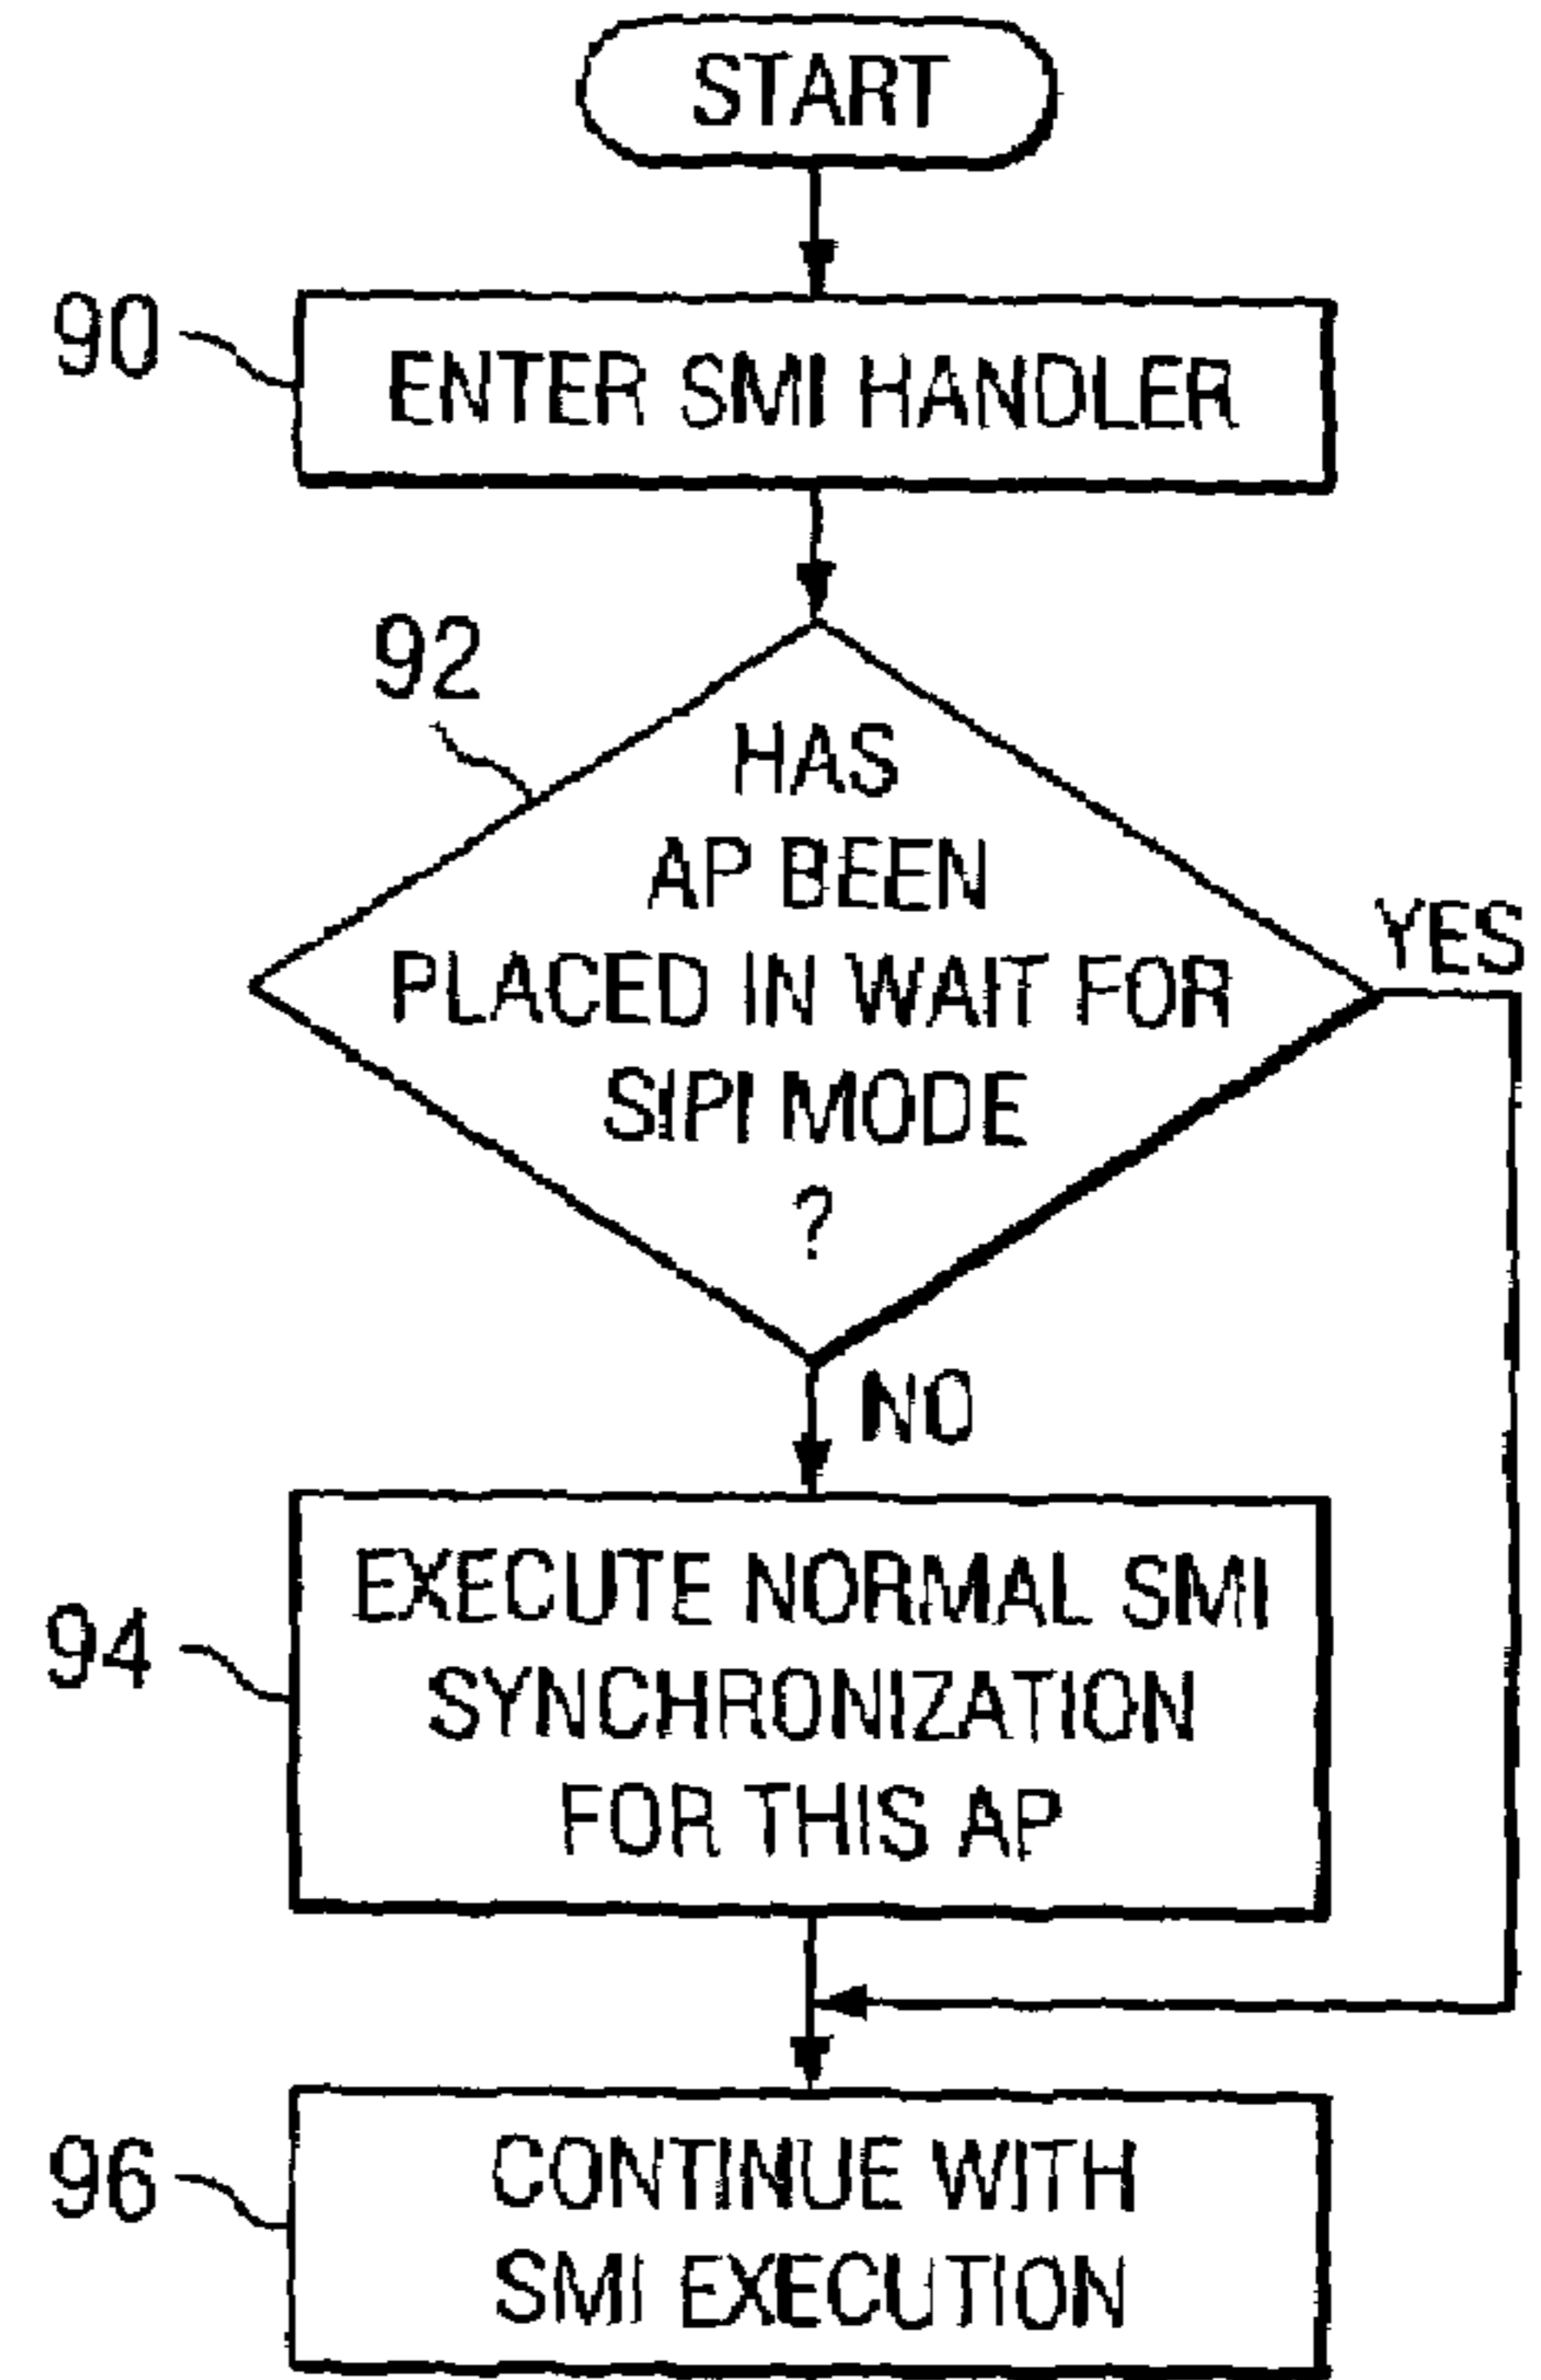 START
90
ENTER SMI HANDLER
92
HAS
AP BEEN
PLACED IN WAIT FOR
SIPI MODE
?
YES
NO
94
EXECUTE NORMAL SMI
SYNCHRONIZATION
FOR THIS AP
96
CONTINUE WITH
SMI EXECUTION